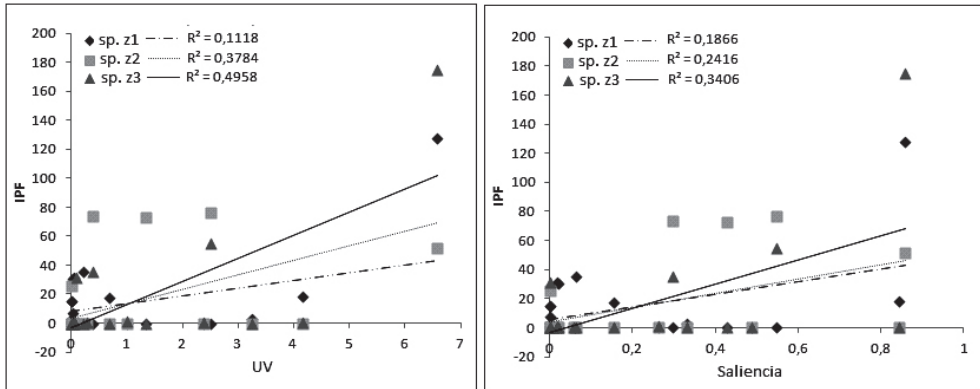 200
180
160
140
120
100
80
60
40
20
0
-20
IPF
sp. z1 R² = 0,1118
sp. z2 R² = 0,3784
sp. z3 R² = 0,4958
0 1 2 3 4 5 6 7
UV
200
180
160
140
120
100
80
60
40
20
0
-20
IPF
sp. z1 R² = 0,1866
sp. z2 R² = 0,2416
sp. z3 R² = 0,3406
0 0,2 0,4 0,6 0,8 1
Saliencia